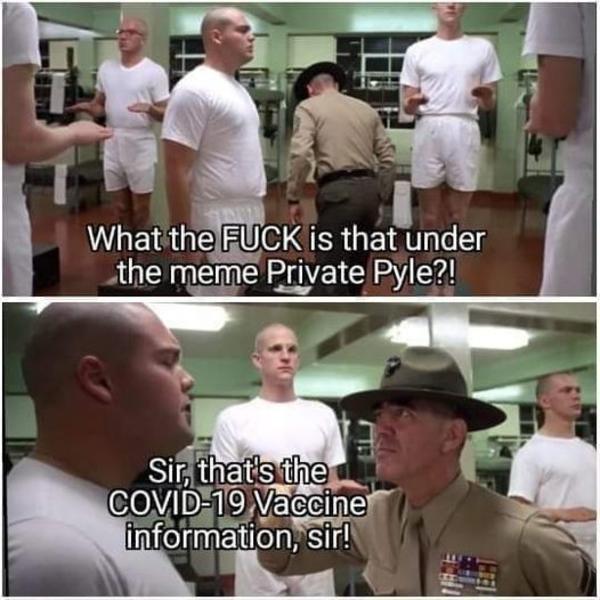 What the FUCK is that under
the meme Private Pyle?!
Sir, that's the
COVID-19 Vaccine
information, sir!